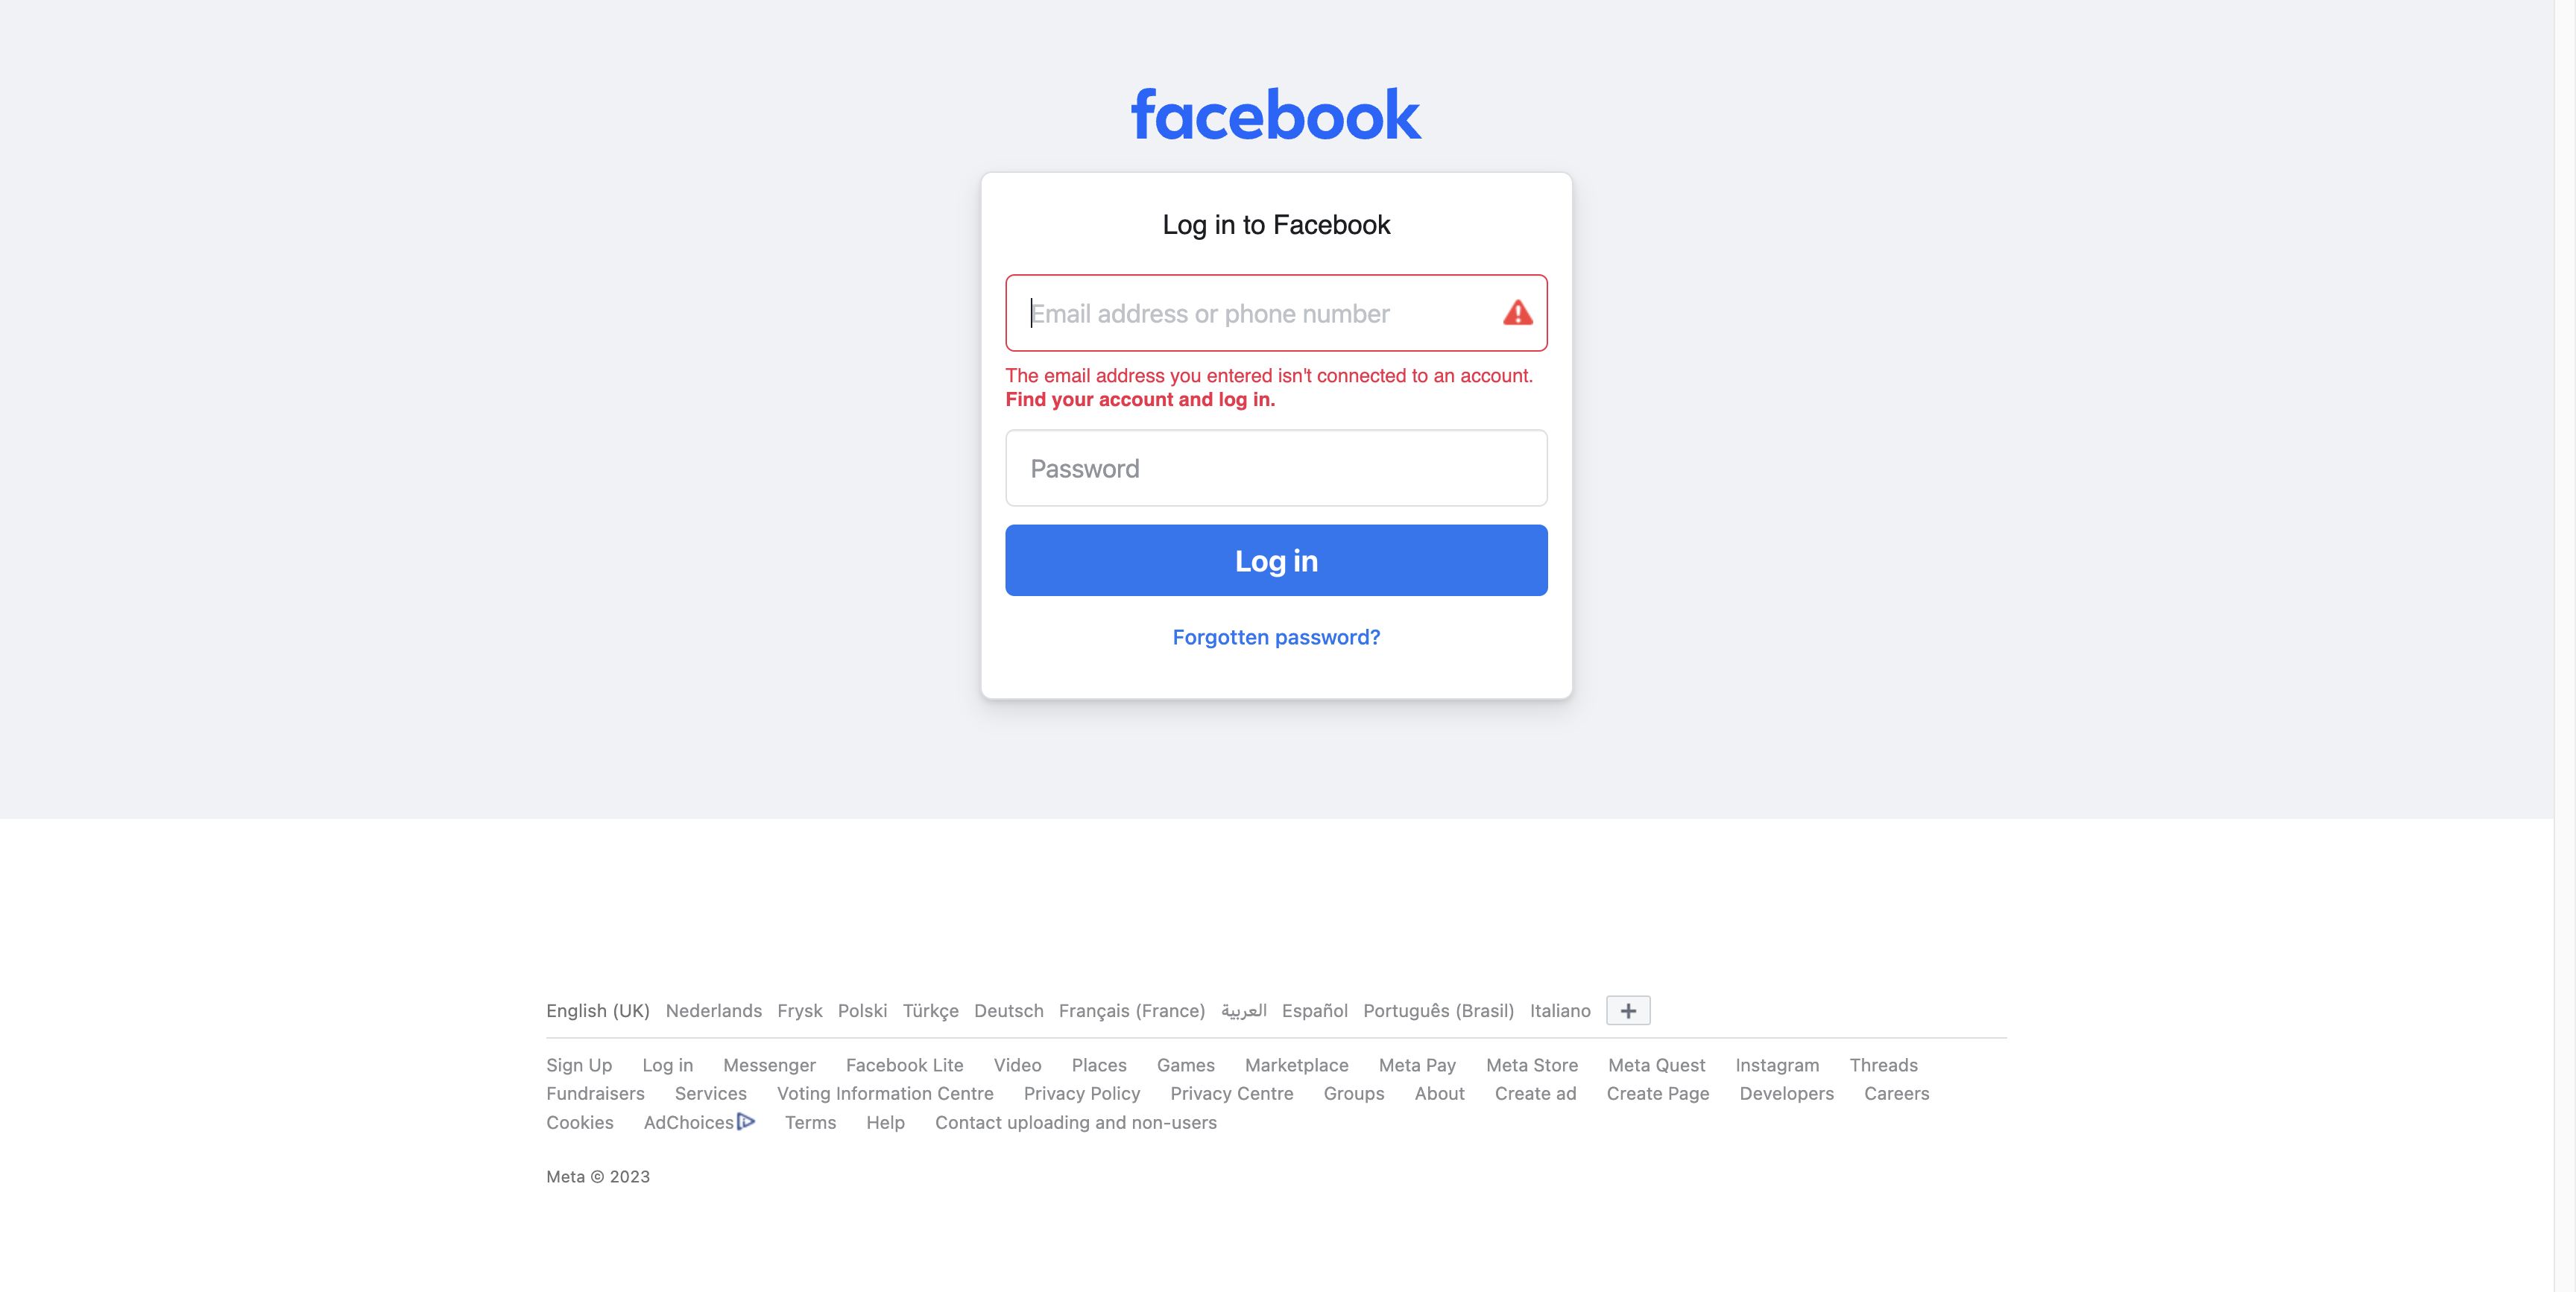 facebook
Log in to Facebook
Email address or phone number
The email address you entered isn't connected to an account.
Find your account and log in.
Password
Log in
Forgotten password?
English (UK) Nederlands Frysk Polski Türkçe Deutsch Français (France) العربية Español Português (Brasil) Italiano
Sign Up Log in Messenger Facebook Lite Video Places Games Marketplace Meta Pay Meta Store Meta Quest Instagram Threads
Fundraisers Services Voting Information Centre Privacy Policy Privacy Centre Groups About Create ad Create Page Developers Careers
Cookies AdChoices Terms Help Contact uploading and non-users
Meta © 2023